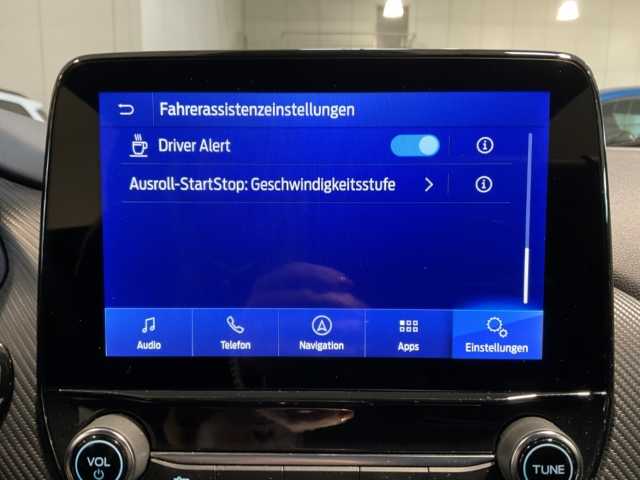 Fahrerassistenzeinstellungen
Driver Alert
Ausroll-StartStop: Geschwindigkeitsstufe
Audio Telefon Navigation Apps Einstellungen
VOL TUNE